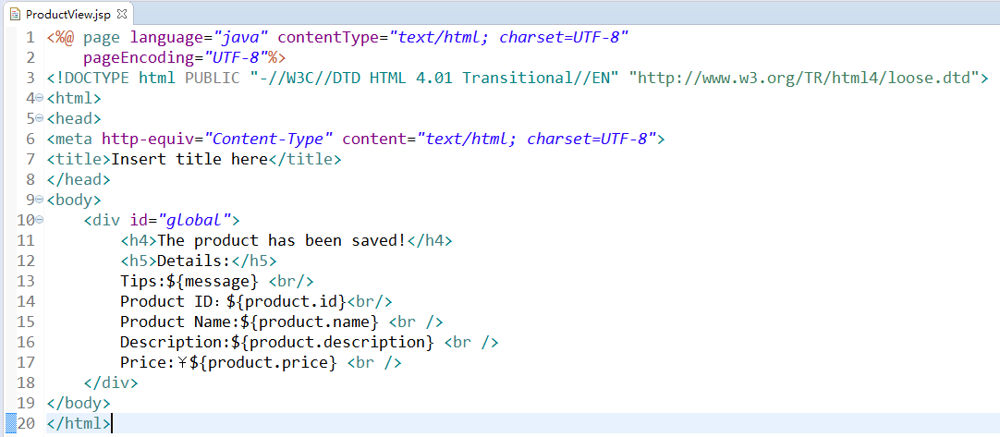 ProductView.jsp
1 <%@ page language="java" contentType="text/html; charset=UTF-8"
2     pageEncoding="UTF-8"%>
3 <!DOCTYPE html PUBLIC "-//W3C//DTD HTML 4.01 Transitional//EN" "http://www.w3.org/TR/html4/loose.dtd">
4 <html>
5 <head>
6 <meta http-equiv="Content-Type" content="text/html; charset=UTF-8">
7 <title>Insert title here</title>
8 </head>
9 <body>
10     <div id="global">
11         <h4>The product has been saved!</h4>
12         <h5>Details:</h5>
13         Tips:${message} <br/>
14         Product ID：${product.id}<br/>
15         Product Name:${product.name} <br />
16         Description:${product.description} <br />
17         Price:￥${product.price} <br />
18     </div>
19 </body>
20 </html>